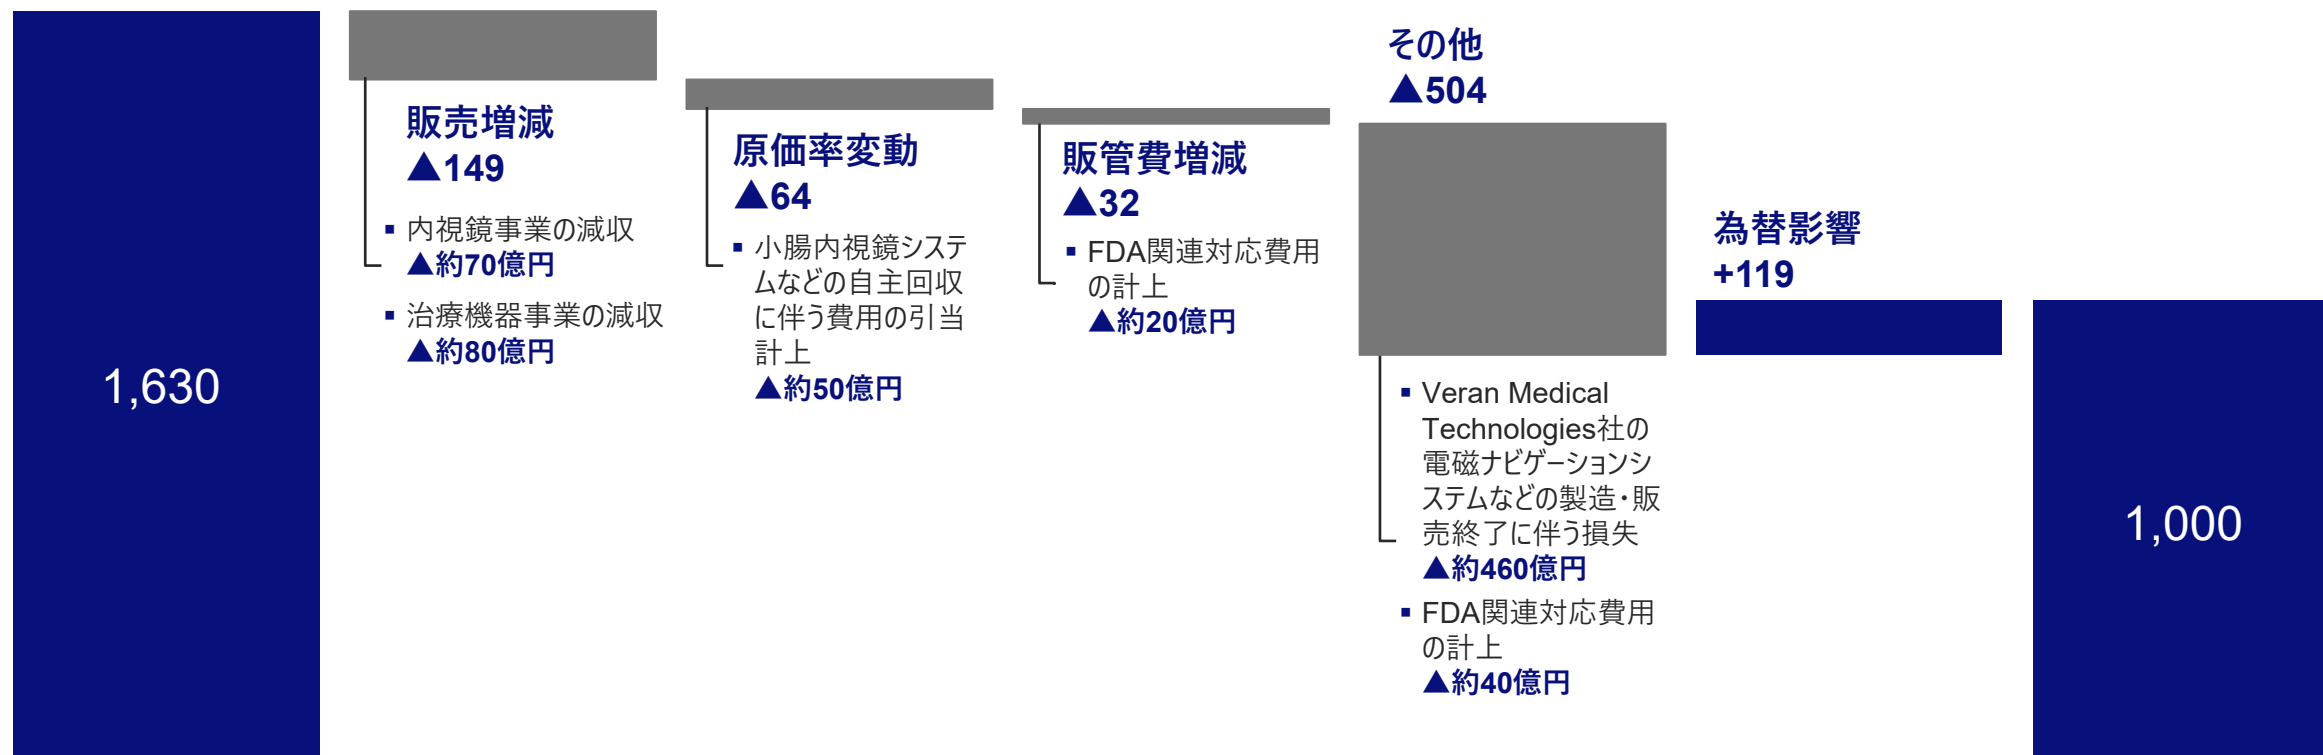 1,630
販売増減
▲149
▪ 内視鏡事業の減収
▲約70億円
▪ 治療機器事業の減収
▲約80億円
原価率変動
▲64
▪ 小腸内視鏡システ
ムなどの自主回収
に伴う費用の引当
計上
▲約50億円
販管費増減
▲32
▪ FDA関連対応費用
の計上
▲約20億円
その他
▲504
▪ Veran Medical
Technologies社の
電磁ナビゲーションシ
ステムなどの製造・販
売終了に伴う損失
▲約460億円
▪ FDA関連対応費用
の計上
▲約40億円
為替影響
+119
1,000